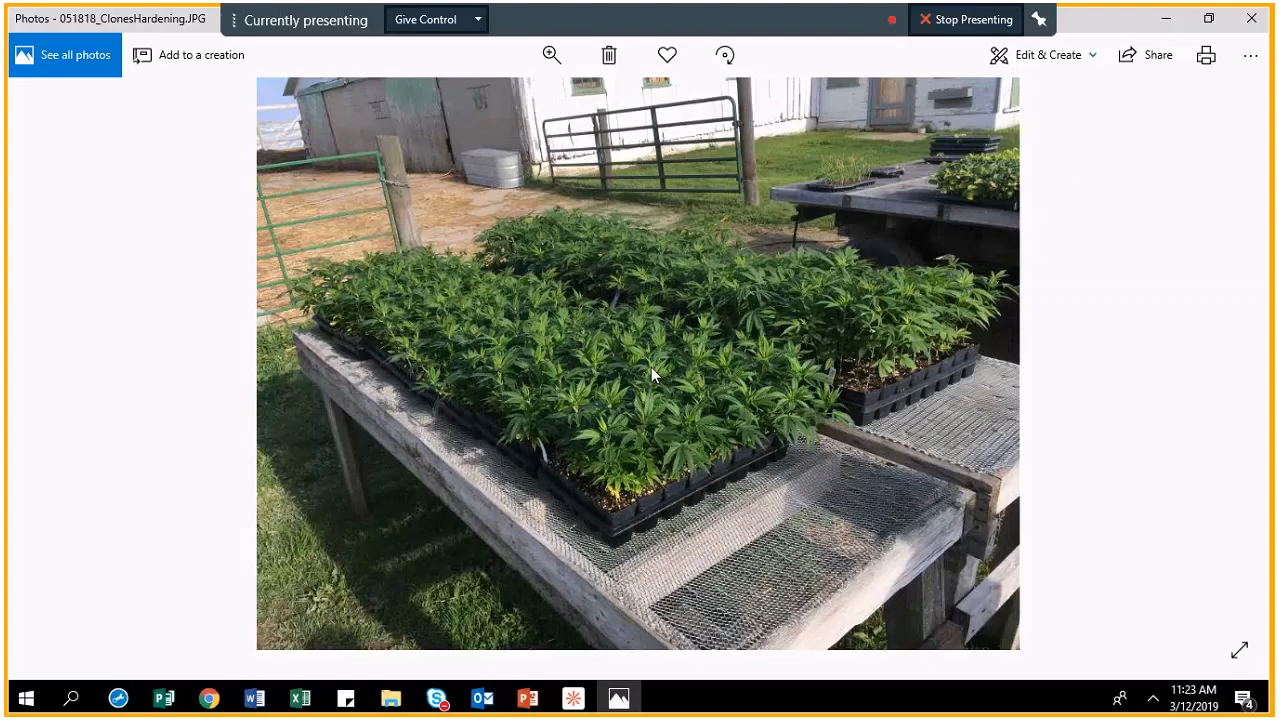 Photos - 051818_ClonesHardening.JPG
Currently presenting
Give Control
Stop Presenting
See all photos
Add to a creation
Edit & Create
Share
11:23 AM
3/12/2019
4